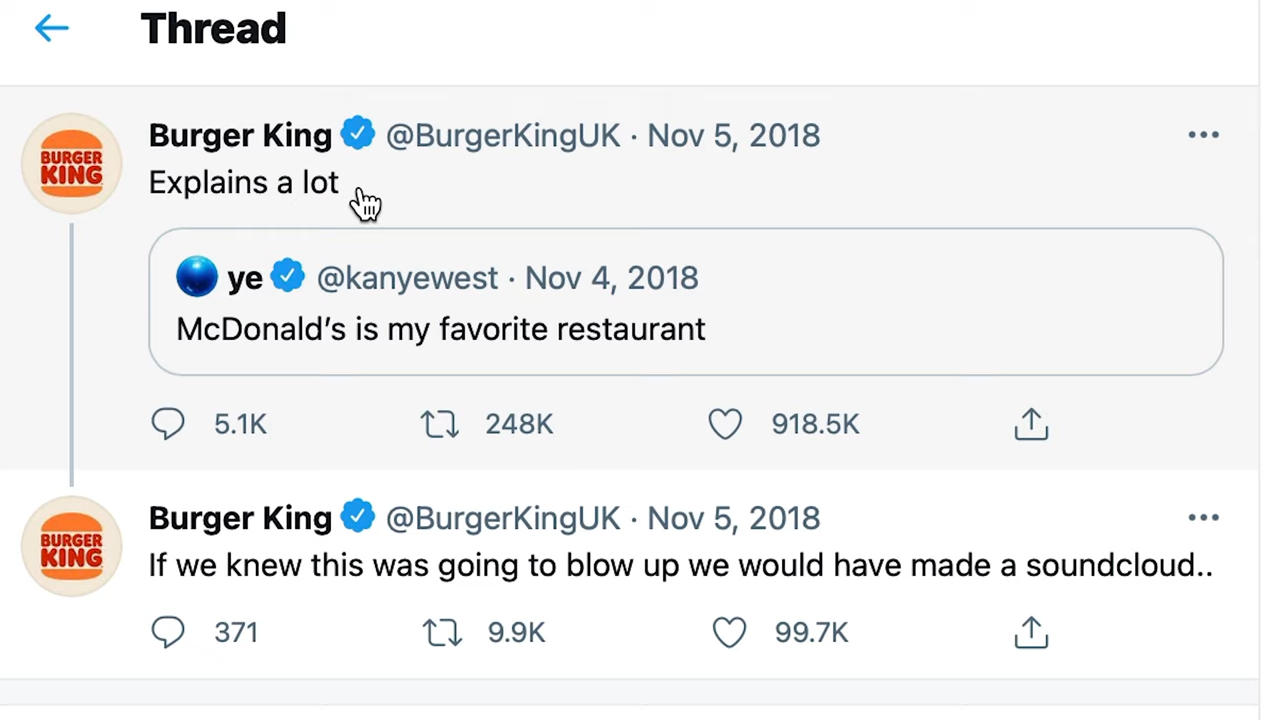 Thread
BURGER
KING
Burger King @BurgerKingUK · Nov 5, 2018
Explains a lot
ye @kanyewest · Nov 4, 2018
McDonald's is my favorite restaurant
5.1K 248K 918.5K
BURGER
KING
Burger King @BurgerKingUK · Nov 5, 2018
If we knew this was going to blow up we would have made a soundcloud..
371 9.9K 99.7K